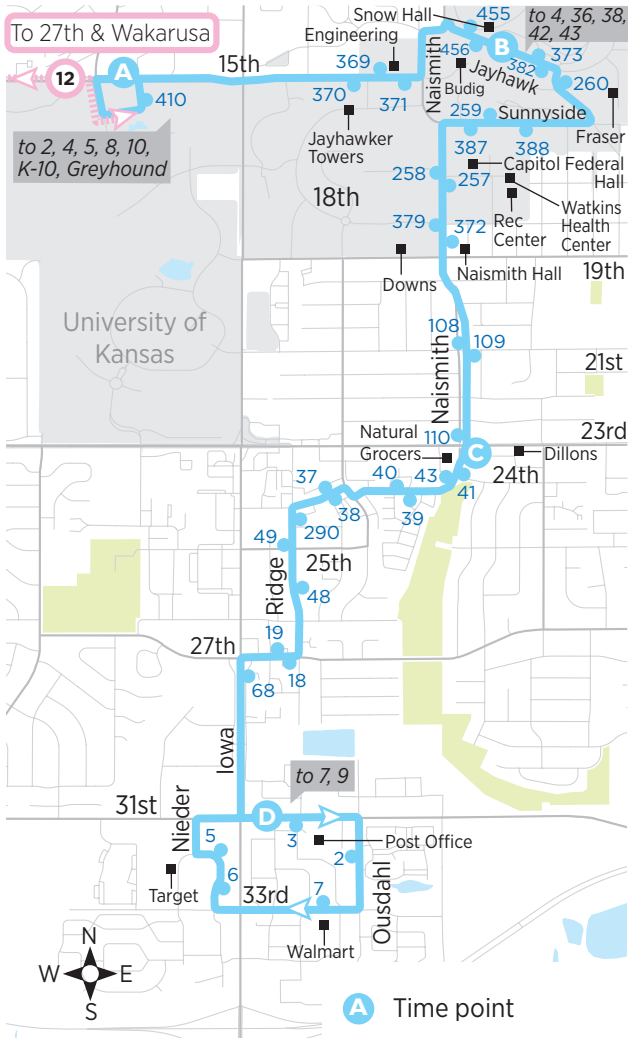 Snow Hall
455
to 4, 36, 38,
42, 43
To 27th & Wakarusa
Engineering
456
B
373
12
A
15th
369
Naismith
Jayhawk
382
410
370
371
Budig
260
259
Sunnyside
to 2, 4, 5, 8, 10,
K-10, Greyhound
Jayhawker
Towers
387
388
Fraser
258
257
Capitol Federal
Hall
18th
Watkins
Health
Center
379
372
Rec
Center
Downs
Naismith Hall
19th
University of
Kansas
108
109
Naismith
21st
Natural
Grocers
110
23rd
C
Dillons
37
40
43
41
24th
38
39
290
49
25th
Ridge
48
19
27th
18
68
Iowa
to 7, 9
31st
Nieder
D
3
Post Office
5
2
6
Target
33rd
7
Ousdahl
Walmart
N
W
E
S
A Time point